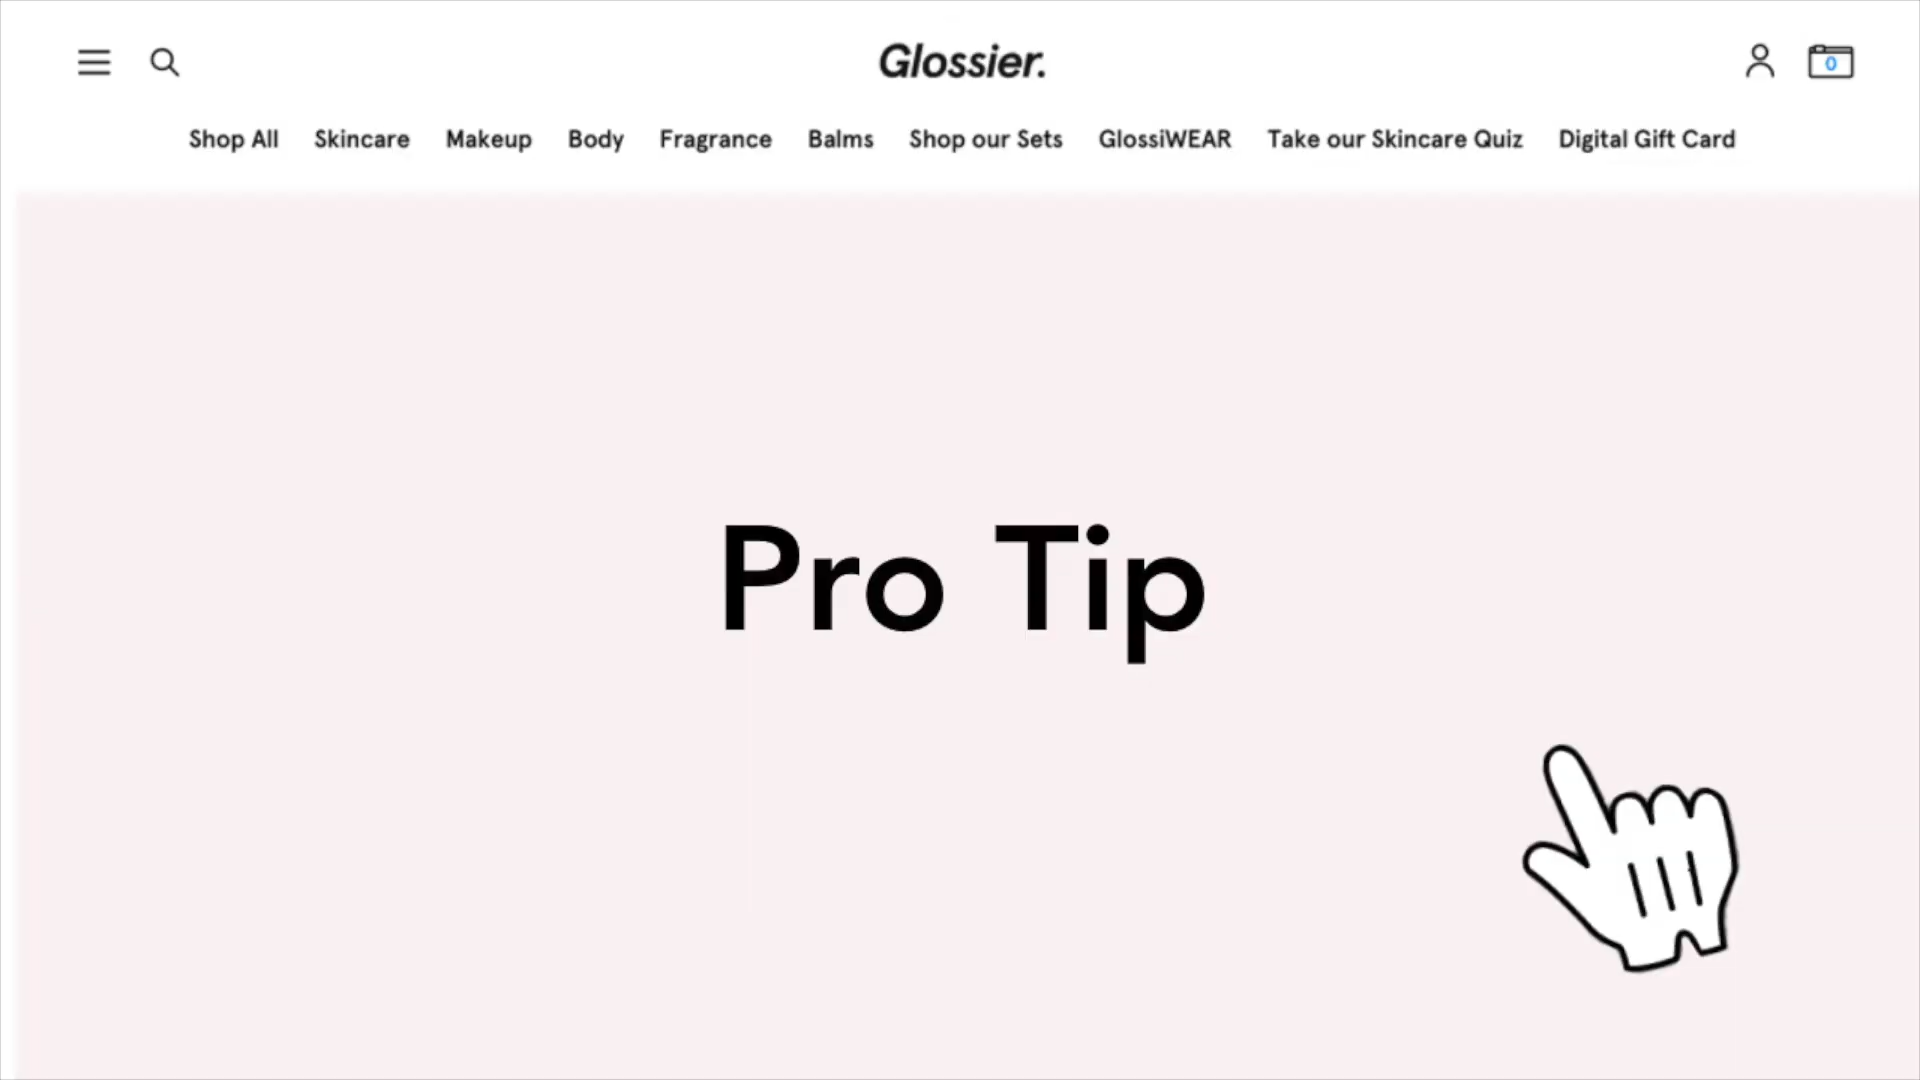 Glossier.
0
Shop All Skincare Makeup Body Fragrance Balms Shop our Sets GlossiWEAR Take our Skincare Quiz Digital Gift Card
Pro Tip